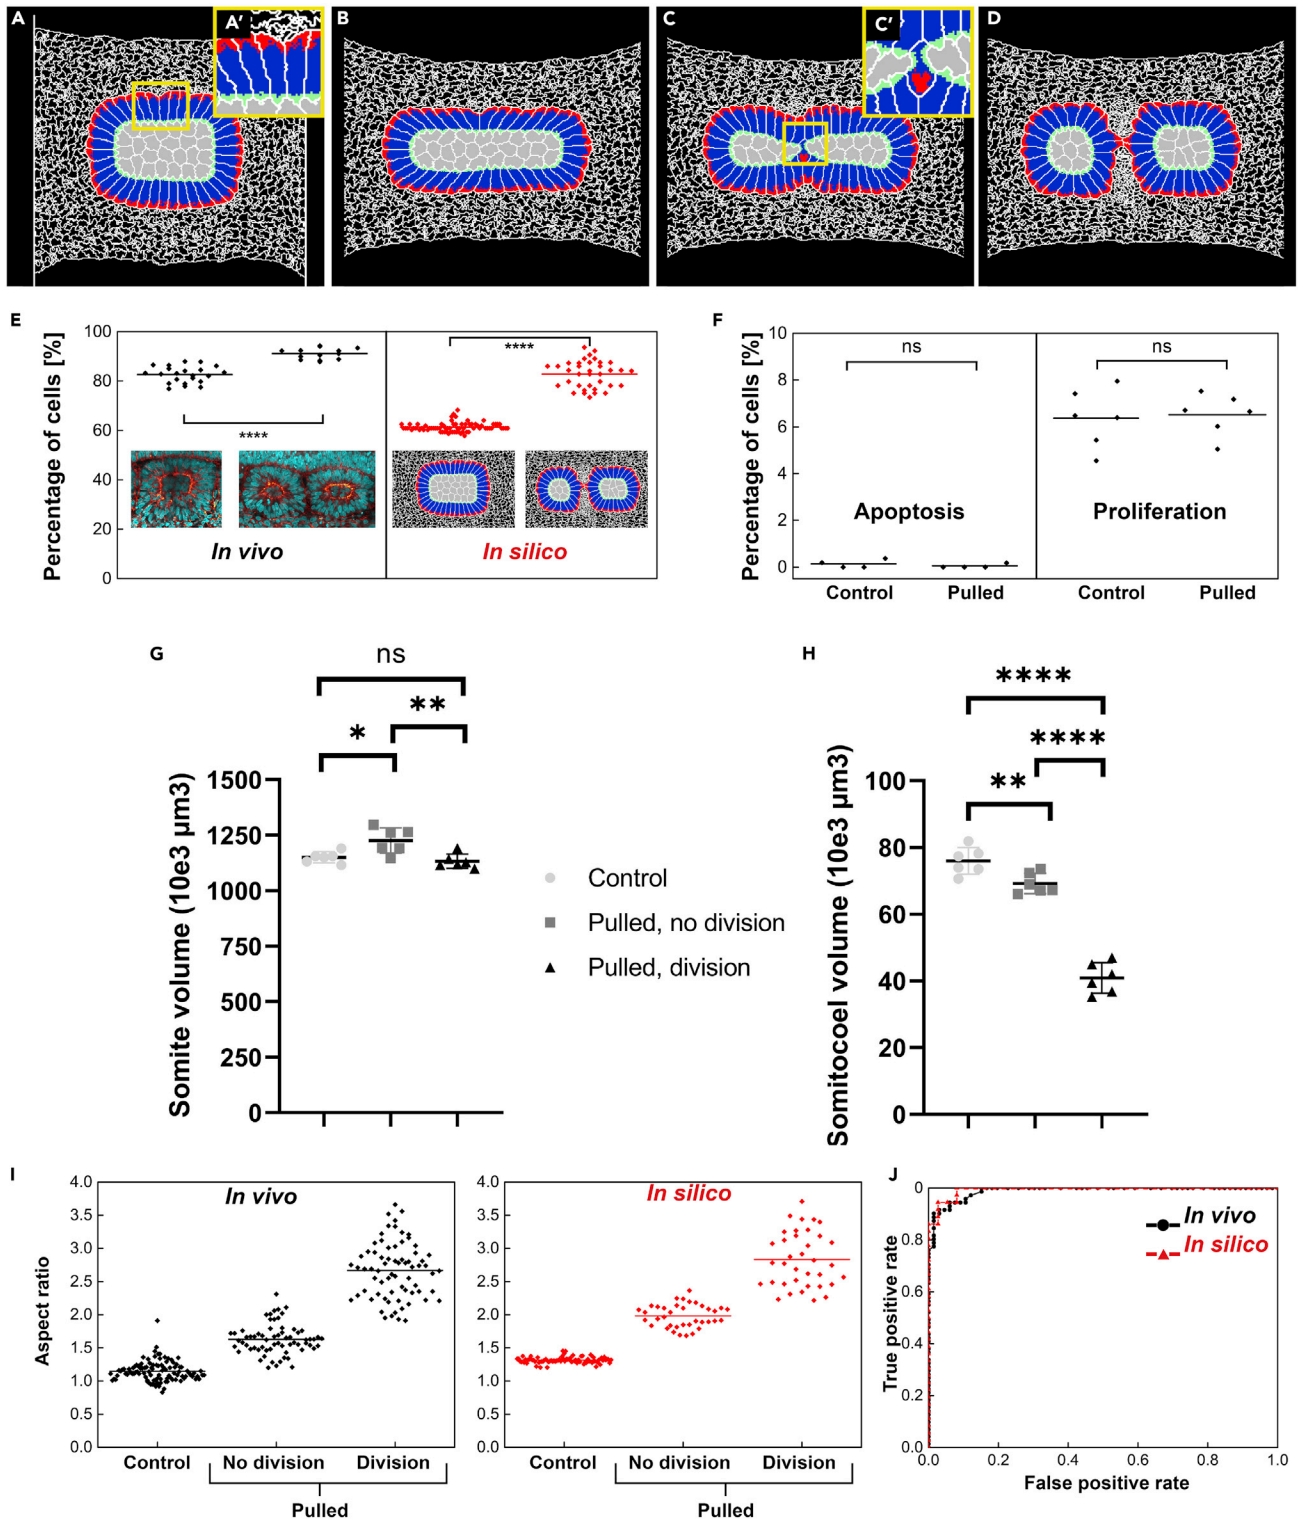 A
A′
B
C
C′
D
E
Percentage of cells [%]
100
80
60
40
20
0
****
****
In vivo
In silico
F
Percentage of cells [%]
10
8
6
4
2
0
ns
ns
Apoptosis
Proliferation
Control
Pulled
Control
Pulled
G
ns
**
*
Somite volume (10e3 µm3)
1500
1250
1000
750
500
250
0
Control
Pulled, no division
Pulled, division
H
****
****
**
Somitocoel volume (10e3 µm3)
100
80
60
40
20
0
I
Aspect ratio
4.0
3.5
3.0
2.5
2.0
1.5
1.0
0.5
0.0
In vivo
Control
No division
Division
Pulled
4.0
3.5
3.0
2.5
2.0
1.5
1.0
0.5
0.0
In silico
Control
No division
Division
Pulled
J
True positive rate
0
0.8
0.6
0.4
0.2
0.0
In vivo
In silico
0.0
0.2
0.4
0.6
0.8
1.0
False positive rate